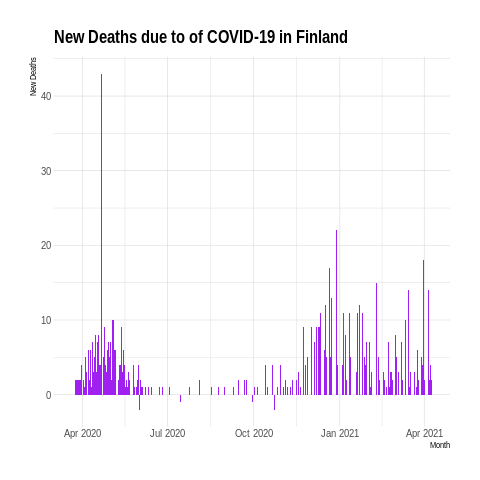 New Deaths due to of COVID-19 in Finland
New Deaths
40
30
20
10
0
Apr 2020 Jul 2020 Oct 2020 Jan 2021 Apr 2021
Month